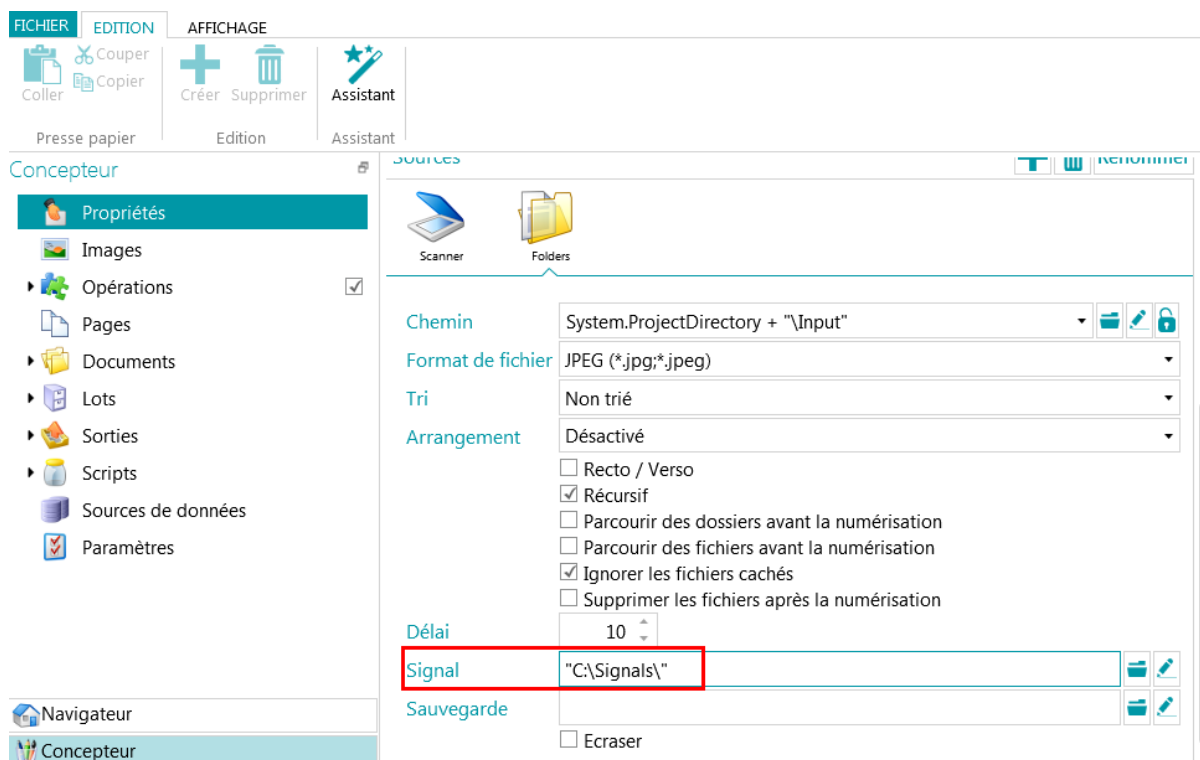 FICHIER EDITION AFFICHAGE
Couper
Copier
Coller Créer Supprimer Assistant
Presse papier Edition Assistant
Concepteur
Sources Renommer
Propriétés
Images
Opérations
Pages
Documents
Lots
Sorties
Scripts
Sources de données
Paramètres
Navigateur
Concepteur
Scanner Folders
Chemin System.ProjectDirectory + "\Input"
Format de fichier JPEG (*.jpg;*.jpeg)
Tri Non trié
Arrangement Désactivé
Recto / Verso
Récursif
Parcourir des dossiers avant la numérisation
Parcourir des fichiers avant la numérisation
Ignorer les fichiers cachés
Supprimer les fichiers après la numérisation
Délai 10
Signal "C:\Signals\"
Sauvegarde
Ecraser